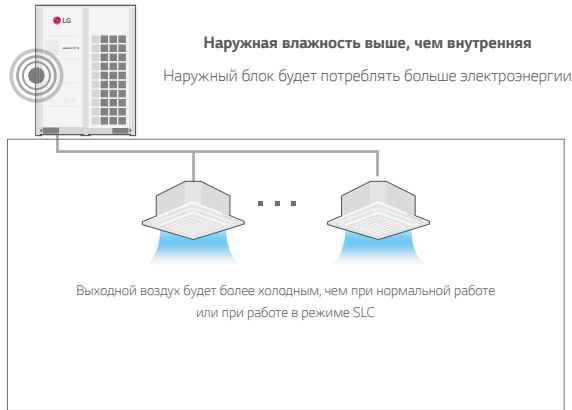 LG
Наружная влажность выше, чем внутренняя
Наружный блок будет потреблять больше электроэнергии
Выходной воздух будет более холодным, чем при нормальной работе
или при работе в режиме SLC